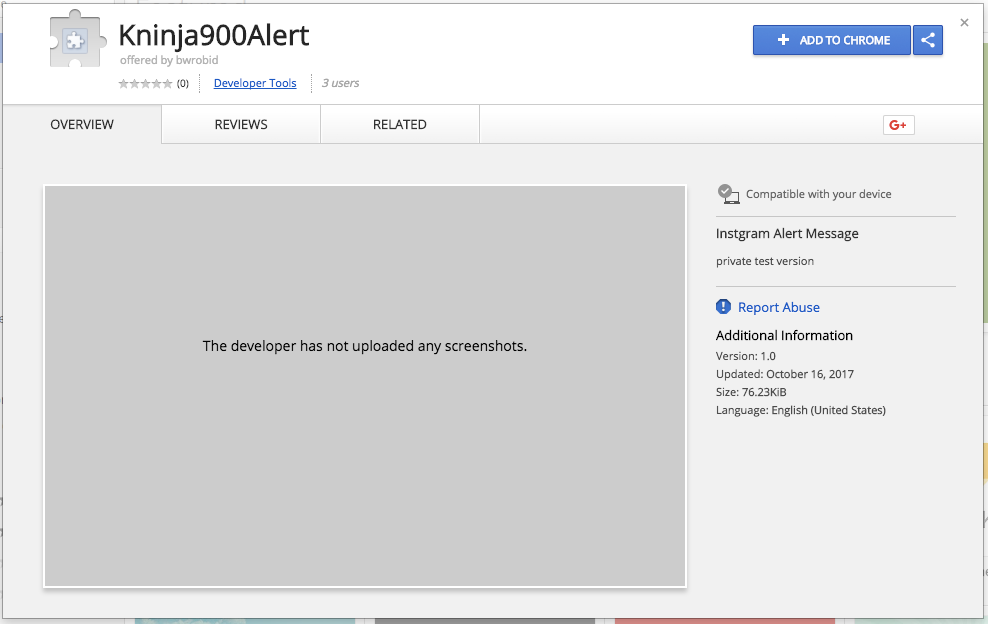 Kninja900Alert
offered by bwrobid
(0)
Developer Tools
3 users
+ ADD TO CHROME
×
OVERVIEW
REVIEWS
RELATED
G+
The developer has not uploaded any screenshots.
Compatible with your device
Instgram Alert Message
private test version
! Report Abuse
Additional Information
Version: 1.0
Updated: October 16, 2017
Size: 76.23KiB
Language: English (United States)